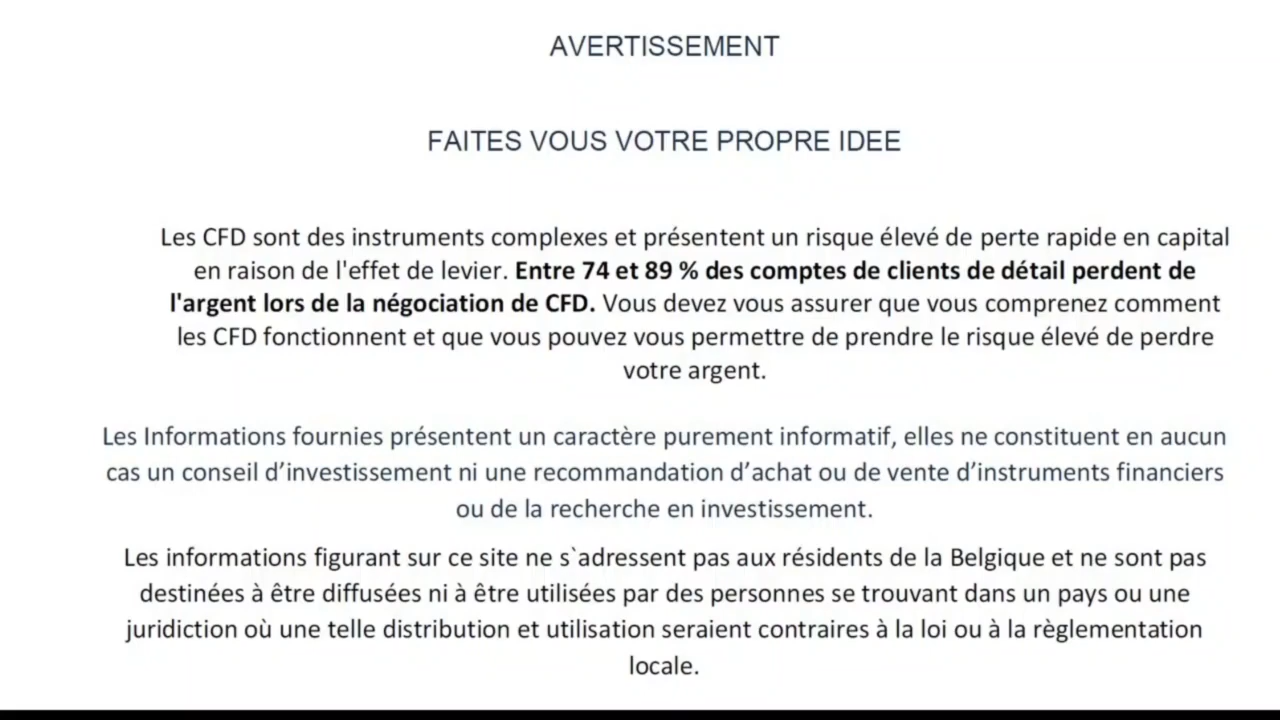 AVERTISSEMENT
FAITES VOUS VOTRE PROPRE IDEE
Les CFD sont des instruments complexes et présentent un risque élevé de perte rapide en capital
en raison de l'effet de levier. Entre 74 et 89 % des comptes de clients de détail perdent de
l'argent lors de la négociation de CFD. Vous devez vous assurer que vous comprenez comment
les CFD fonctionnent et que vous pouvez vous permettre de prendre le risque élevé de perdre
votre argent.
Les Informations fournies présentent un caractère purement informatif, elles ne constituent en aucun
cas un conseil d’investissement ni une recommandation d’achat ou de vente d’instruments financiers
ou de la recherche en investissement.
Les informations figurant sur ce site ne s`adressent pas aux résidents de la Belgique et ne sont pas
destinées à être diffusées ni à être utilisées par des personnes se trouvant dans un pays ou une
juridiction où une telle distribution et utilisation seraient contraires à la loi ou à la règlementation
locale.